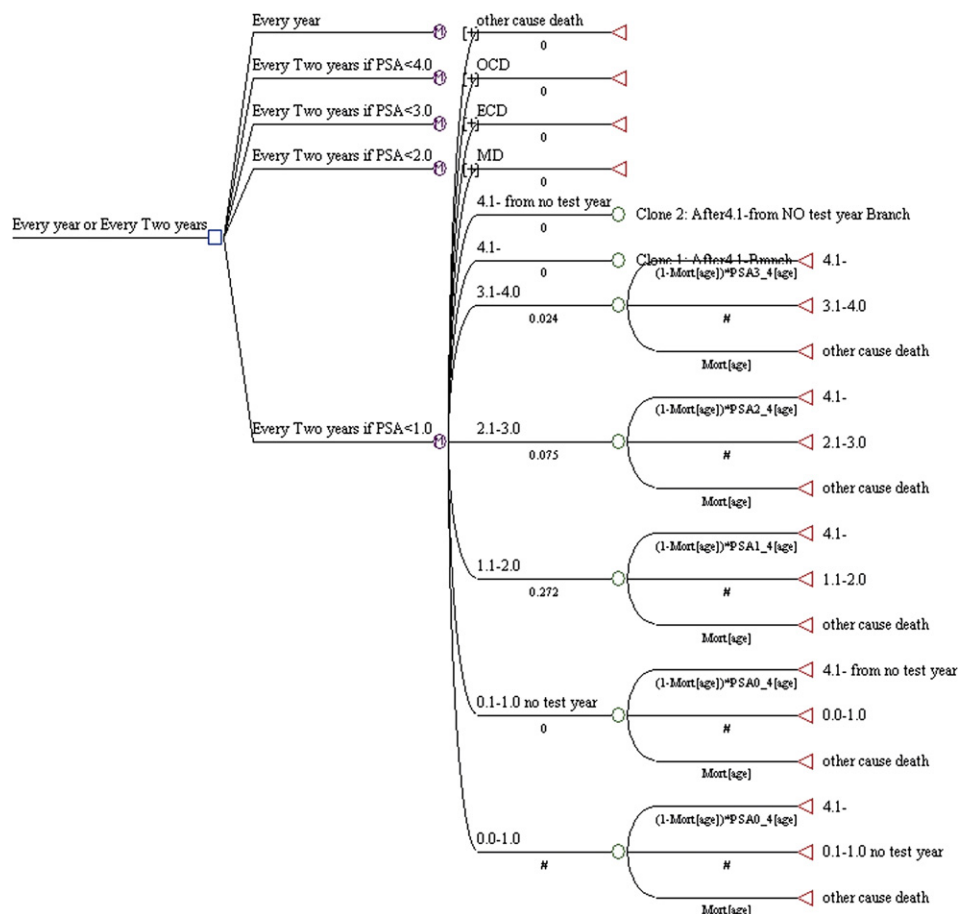 Every year
Every Two years if PSA<4.0
Every Two years if PSA<3.0
Every Two years if PSA<2.0
Every year or Every Two years
Every Two years if PSA<1.0
M
M
M
M
M
[+]
other cause death
0
[+]
OCD
0
[+]
ECD
0
[+]
MD
0
4.1- from no test year
0
Clone 2: After4.1-from NO test year Branch
4.1-
0
Clone 1: After4.1-Branch
3.1-4.0
0.024
(1-Mort[age])*PSA3_4[age]
4.1-
#
3.1-4.0
Mort[age]
other cause death
2.1-3.0
0.075
(1-Mort[age])*PSA2_4[age]
4.1-
#
2.1-3.0
Mort[age]
other cause death
1.1-2.0
0.272
(1-Mort[age])*PSA1_4[age]
4.1-
#
1.1-2.0
Mort[age]
other cause death
0.1-1.0 no test year
0
(1-Mort[age])*PSA0_4[age]
4.1- from no test year
#
0.0-1.0
Mort[age]
other cause death
0.0-1.0
#
(1-Mort[age])*PSA0_4[age]
4.1-
#
0.1-1.0 no test year
Mort[age]
other cause death